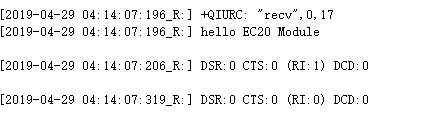 [2019-04-29 04:14:07:196_R:] +QIURC: "recv",0,17
[2019-04-29 04:14:07:196_R:] hello EC20 Module
[2019-04-29 04:14:07:206_R:] DSR:0 CTS:0 (RI:1) DCD:0
[2019-04-29 04:14:07:319_R:] DSR:0 CTS:0 (RI:0) DCD:0